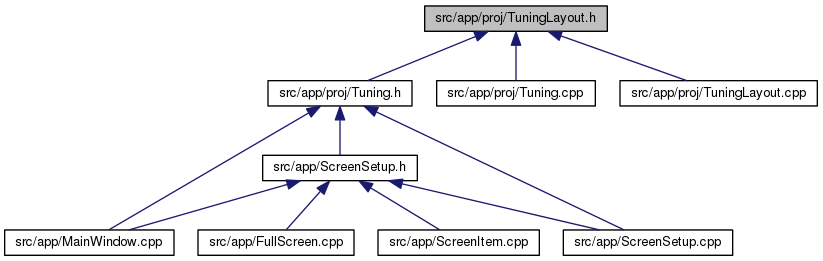 src/app/proj/TuningLayout.h
src/app/proj/Tuning.h
src/app/proj/Tuning.cpp
src/app/proj/TuningLayout.cpp
src/app/ScreenSetup.h
src/app/MainWindow.cpp
src/app/FullScreen.cpp
src/app/ScreenItem.cpp
src/app/ScreenSetup.cpp